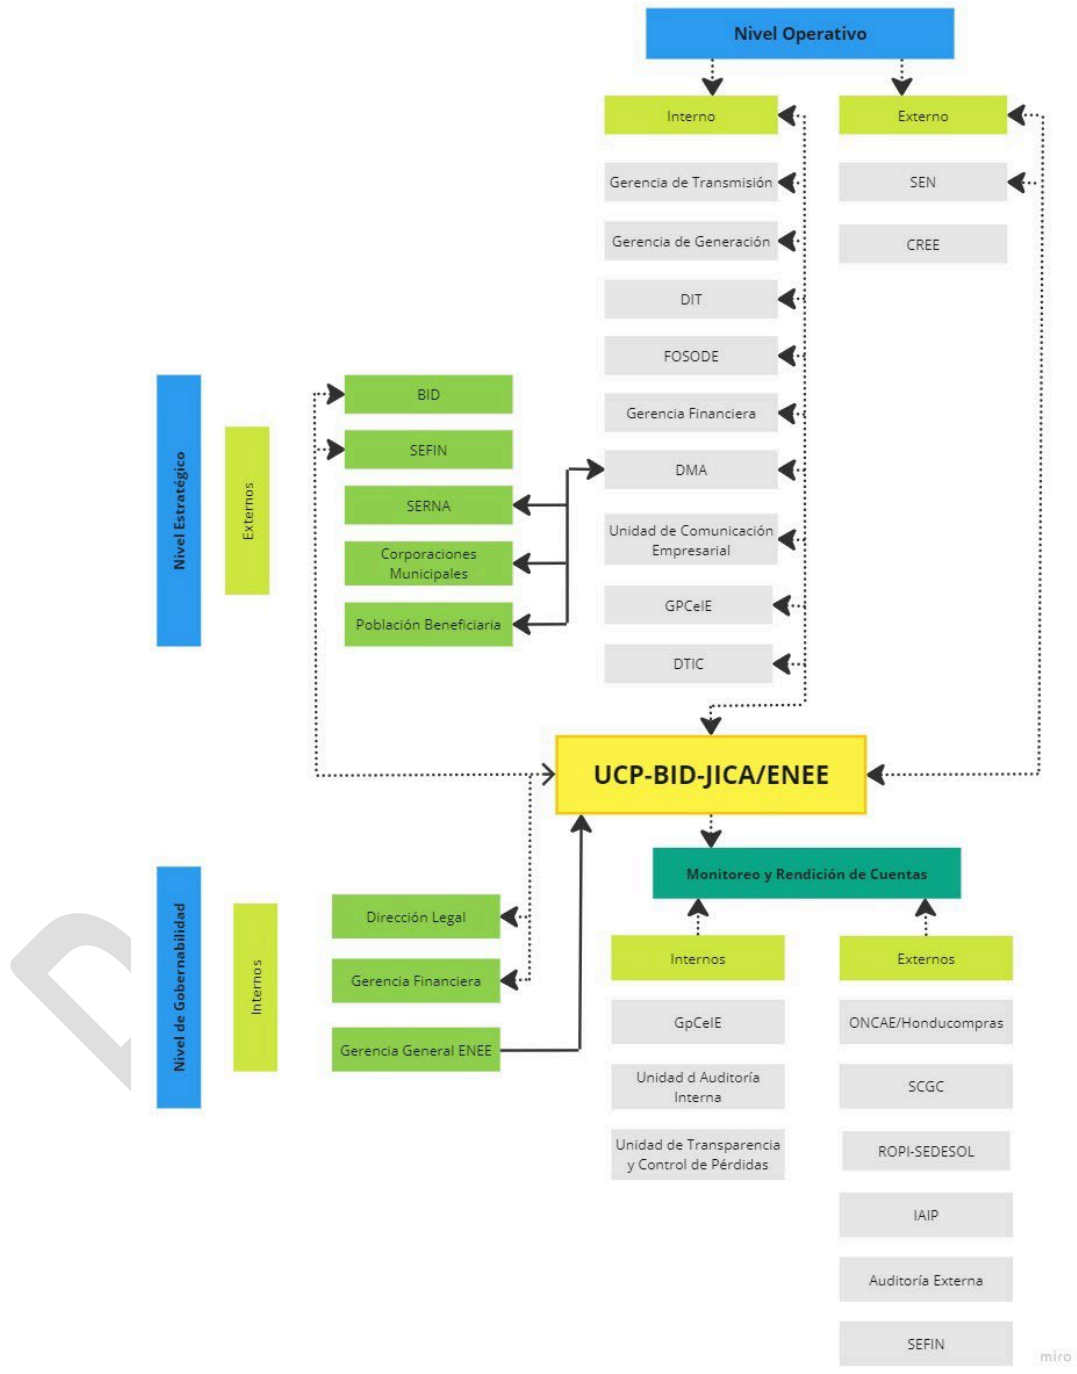 Nivel Operativo
Interno
Externo
Gerencia de Transmisión
SEN
Gerencia de Generación
CREE
DIT
FOSODE
Gerencia Financiera
DMA
Unidad de Comunicación
Empresarial
GPCeIE
DTIC
Nivel Estratégico
Externos
BID
SEFIN
SERNA
Corporaciones
Municipales
Población Beneficiaria
UCP-BID-JICA/ENEE
Nivel de Gobernabilidad
Internos
Dirección Legal
Gerencia Financiera
Gerencia General ENEE
Monitoreo y Rendición de Cuentas
Internos
GpCeIE
Unidad d Auditoría
Interna
Unidad de Transparencia
y Control de Pérdidas
Externos
ONCAE/Honducompras
SCGC
ROPI-SEDESOL
IAIP
Auditoría Externa
SEFIN
miro